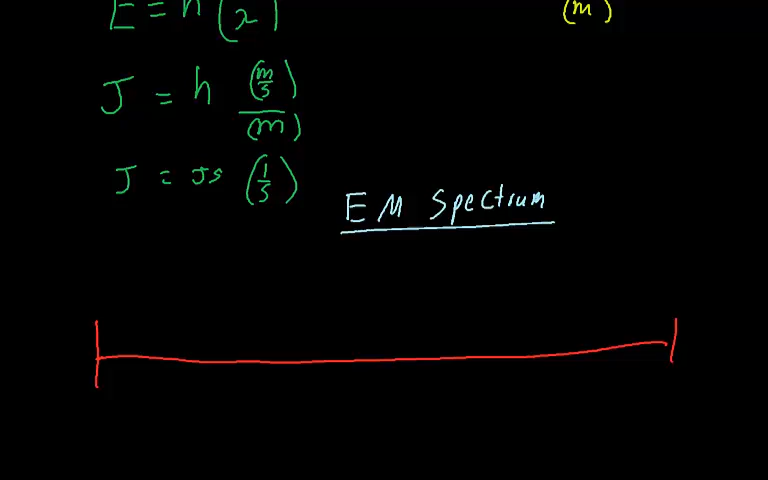 E = h ( / λ )
(m)
J = h (m/s) / (m)
J = Js (1/s)
EM Spectrum